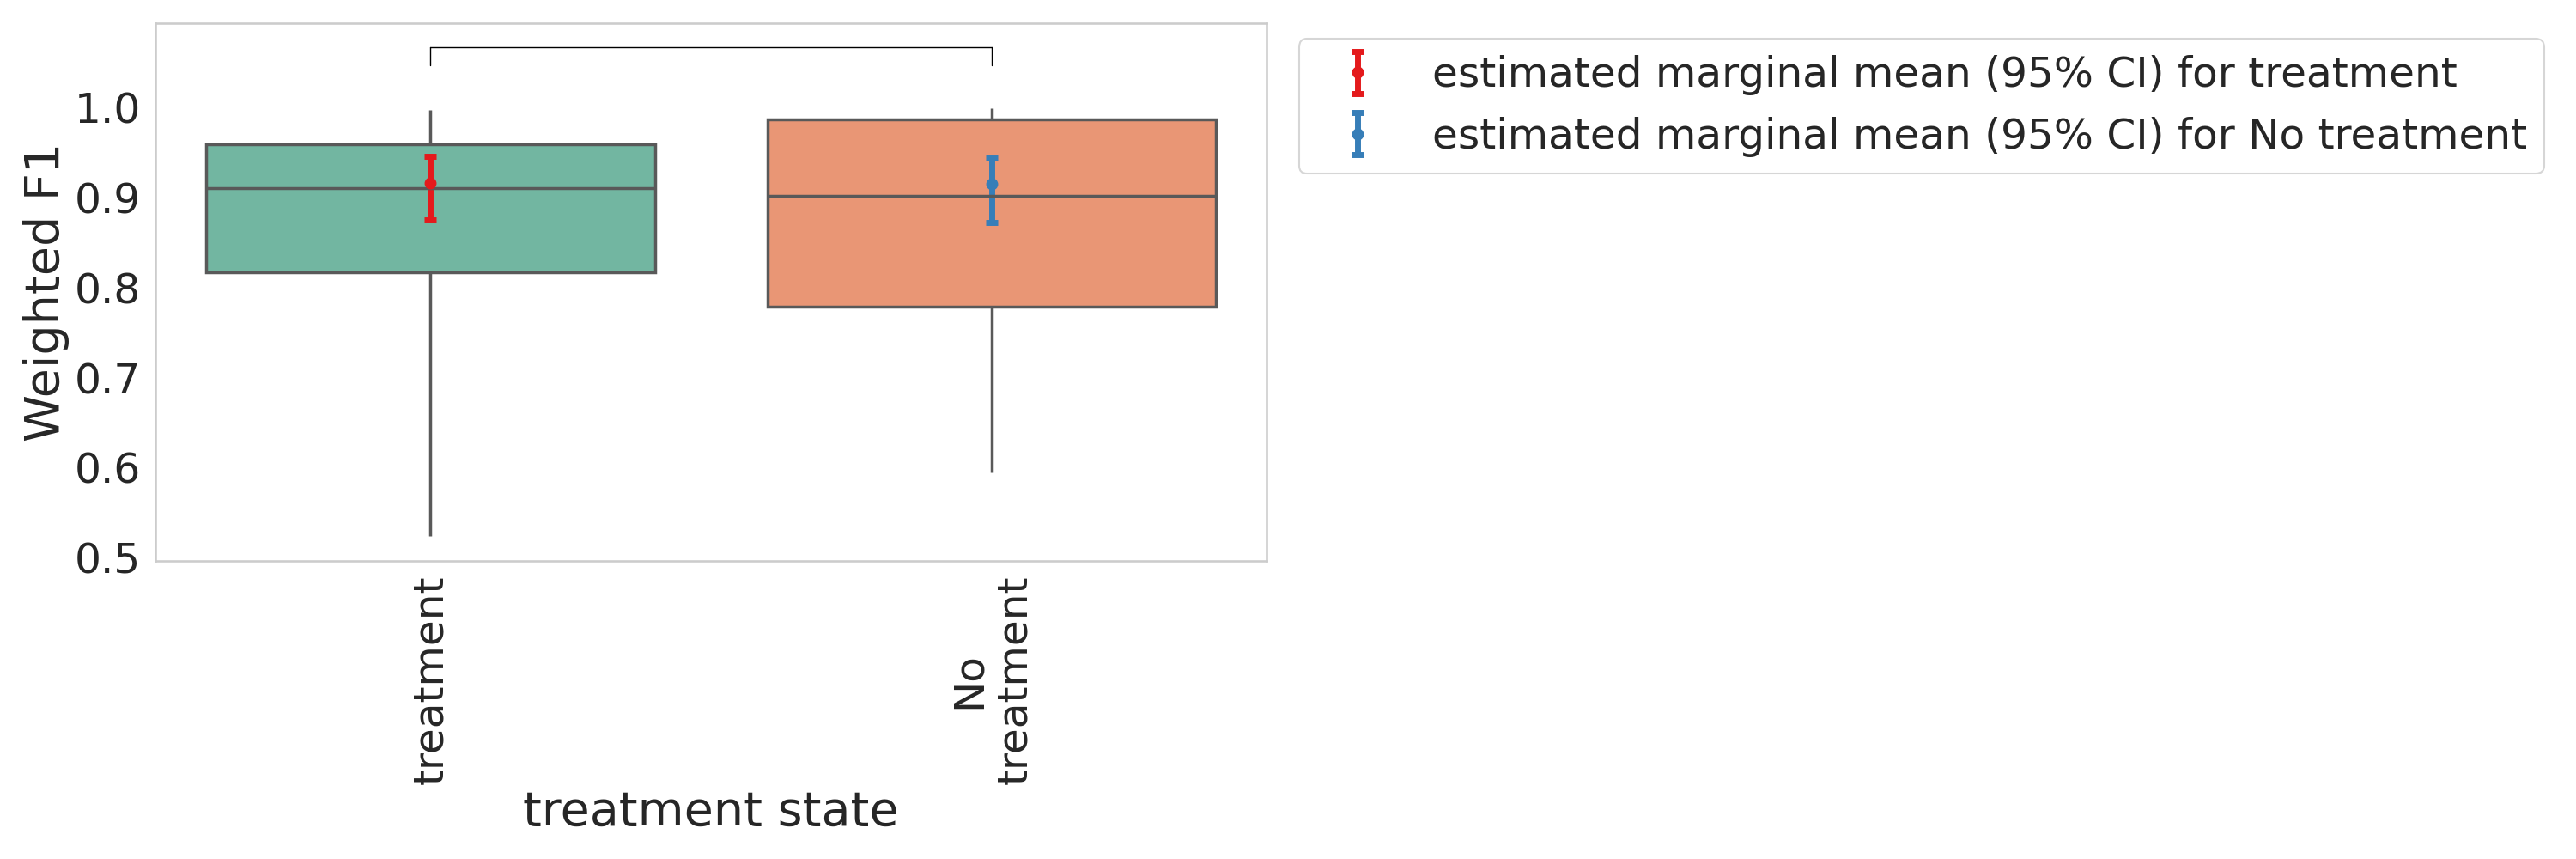 estimated marginal mean (95% CI) for treatment
estimated marginal mean (95% CI) for No treatment
Weighted F1
1.0
0.9
0.8
0.7
0.6
0.5
treatment
No
treatment
treatment state